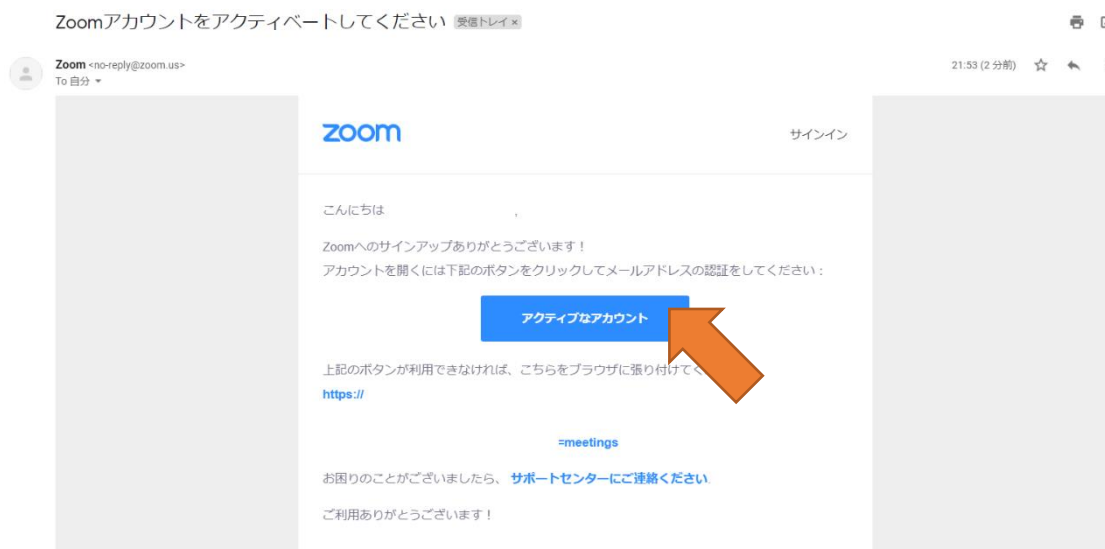 Zoomアカウントをアクティベートしてください 受信トレイ ×
Zoom <no-reply@zoom.us>
21:53 (2 分前)
To 自分
zoom
サインイン
こんにちは ,
Zoomへのサインアップありがとうございます！
アカウントを開くには下記のボタンをクリックしてメールアドレスの認証をしてください：
アクティブなアカウント
上記のボタンが利用できなければ、こちらをブラウザに張り付けてく
https://
=meetings
お困りのことがございましたら、 サポートセンターにご連絡ください.
ご利用ありがとうございます！